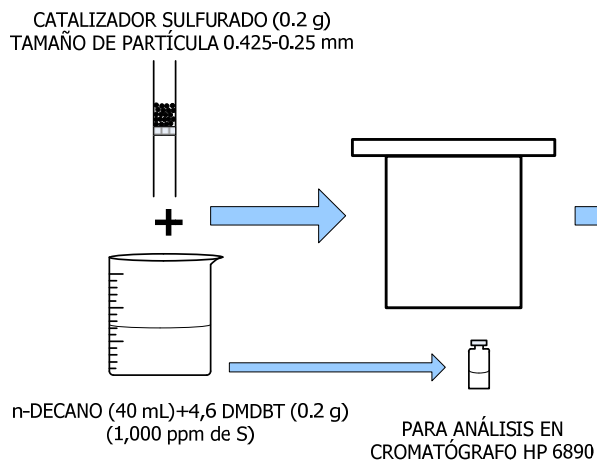 CATALIZADOR SULFURADO (0.2 g)
TAMAÑO DE PARTÍCULA 0.425-0.25 mm
+
n-DECANO (40 mL)+4,6 DMDBT (0.2 g)
(1,000 ppm de S)
PARA ANÁLISIS EN
CROMATÓGRAFO HP 6890